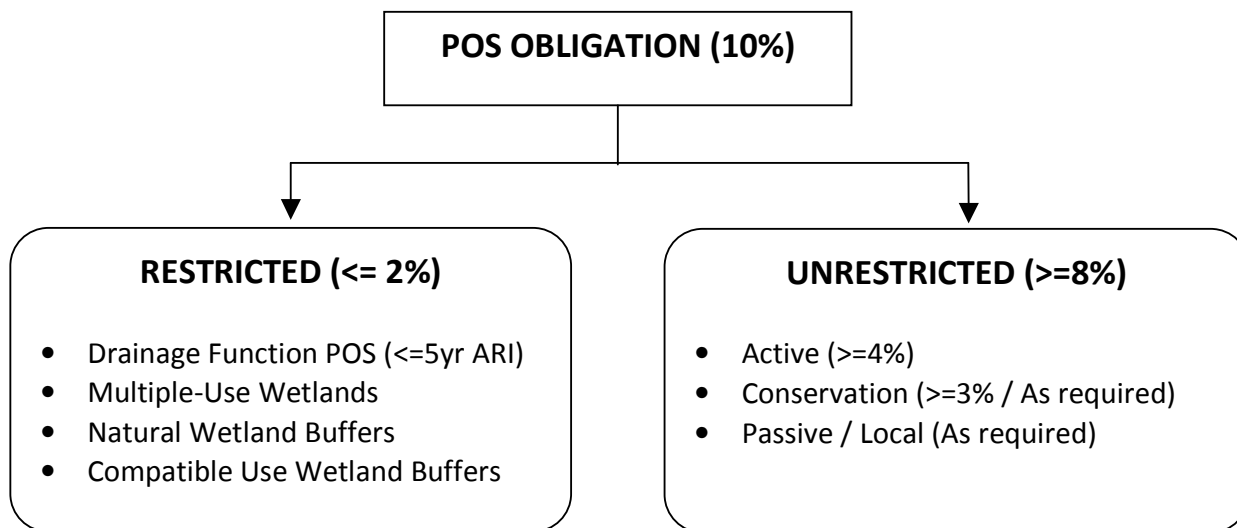 POS OBLIGATION (10%)
RESTRICTED (<= 2%)
• Drainage Function POS (<=5yr ARI)
• Multiple-Use Wetlands
• Natural Wetland Buffers
• Compatible Use Wetland Buffers
UNRESTRICTED (>=8%)
• Active (>=4%)
• Conservation (>=3% / As required)
• Passive / Local (As required)